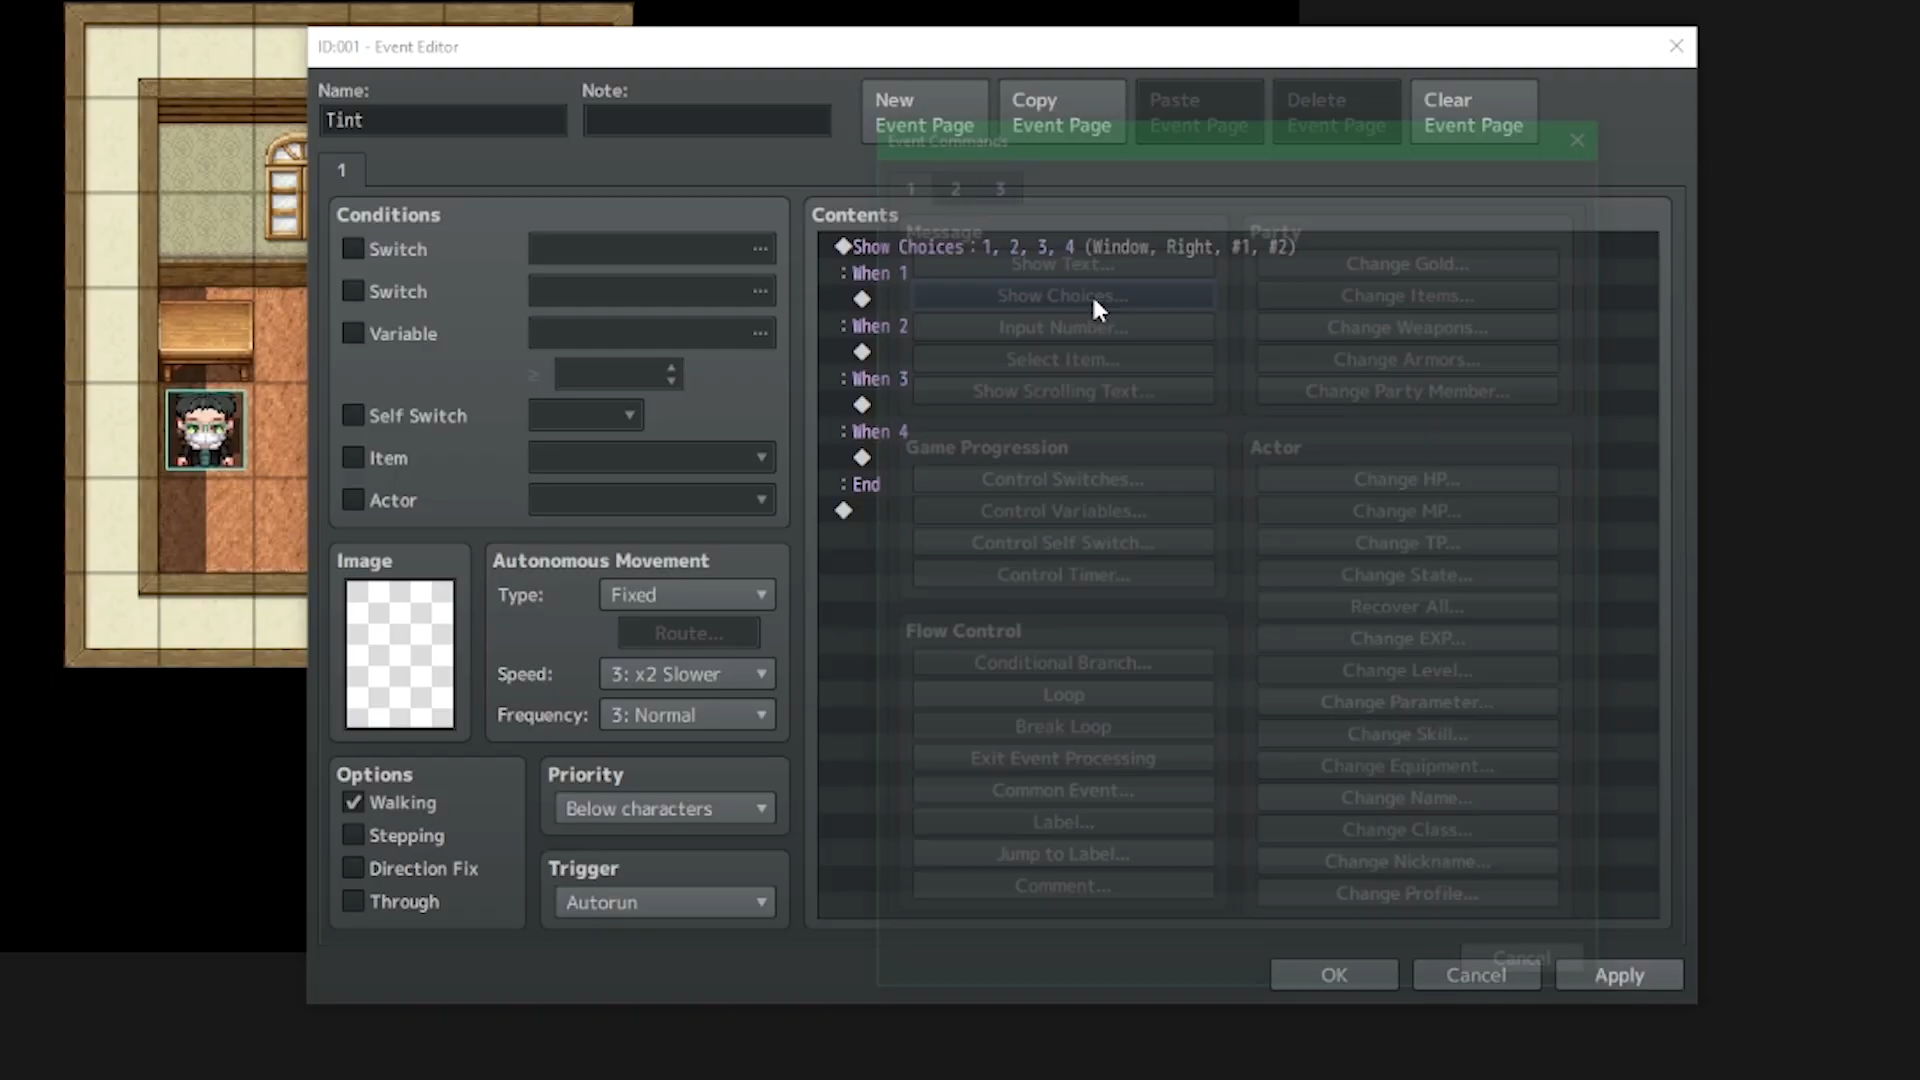 ID:001 - Event Editor
Name:
Note:
Tint
New
Event Page
Copy
Event Page
Paste
Event Page
Delete
Event Page
Clear
Event Page
Event Commands
1
1
2
3
Conditions
Switch
...
Switch
...
Variable
...
≥
Self Switch
Item
Actor
Image
Autonomous Movement
Type:
Fixed
Route...
Speed:
3: x2 Slower
Frequency:
3: Normal
Options
Walking
Stepping
Direction Fix
Through
Priority
Below characters
Trigger
Autorun
Contents
◆Show Choices : 1, 2, 3, 4 (Window, Right, #1, #2)
: When 1
◆
: When 2
◆
: When 3
◆
: When 4
◆
: End
◆
Message
Show Text...
Show Choices...
Input Number...
Select Item...
Show Scrolling Text...
Game Progression
Control Switches...
Control Variables...
Control Self Switch...
Control Timer...
Flow Control
Conditional Branch...
Loop
Break Loop
Exit Event Processing
Common Event...
Label...
Jump to Label...
Comment...
Party
Change Gold...
Change Items...
Change Weapons...
Change Armors...
Change Party Member...
Actor
Change HP...
Change MP...
Change TP...
Change State...
Recover All...
Change EXP...
Change Level...
Change Parameter...
Change Skill...
Change Equipment...
Change Name...
Change Class...
Change Nickname...
Change Profile...
Cancel
OK
Cancel
Apply